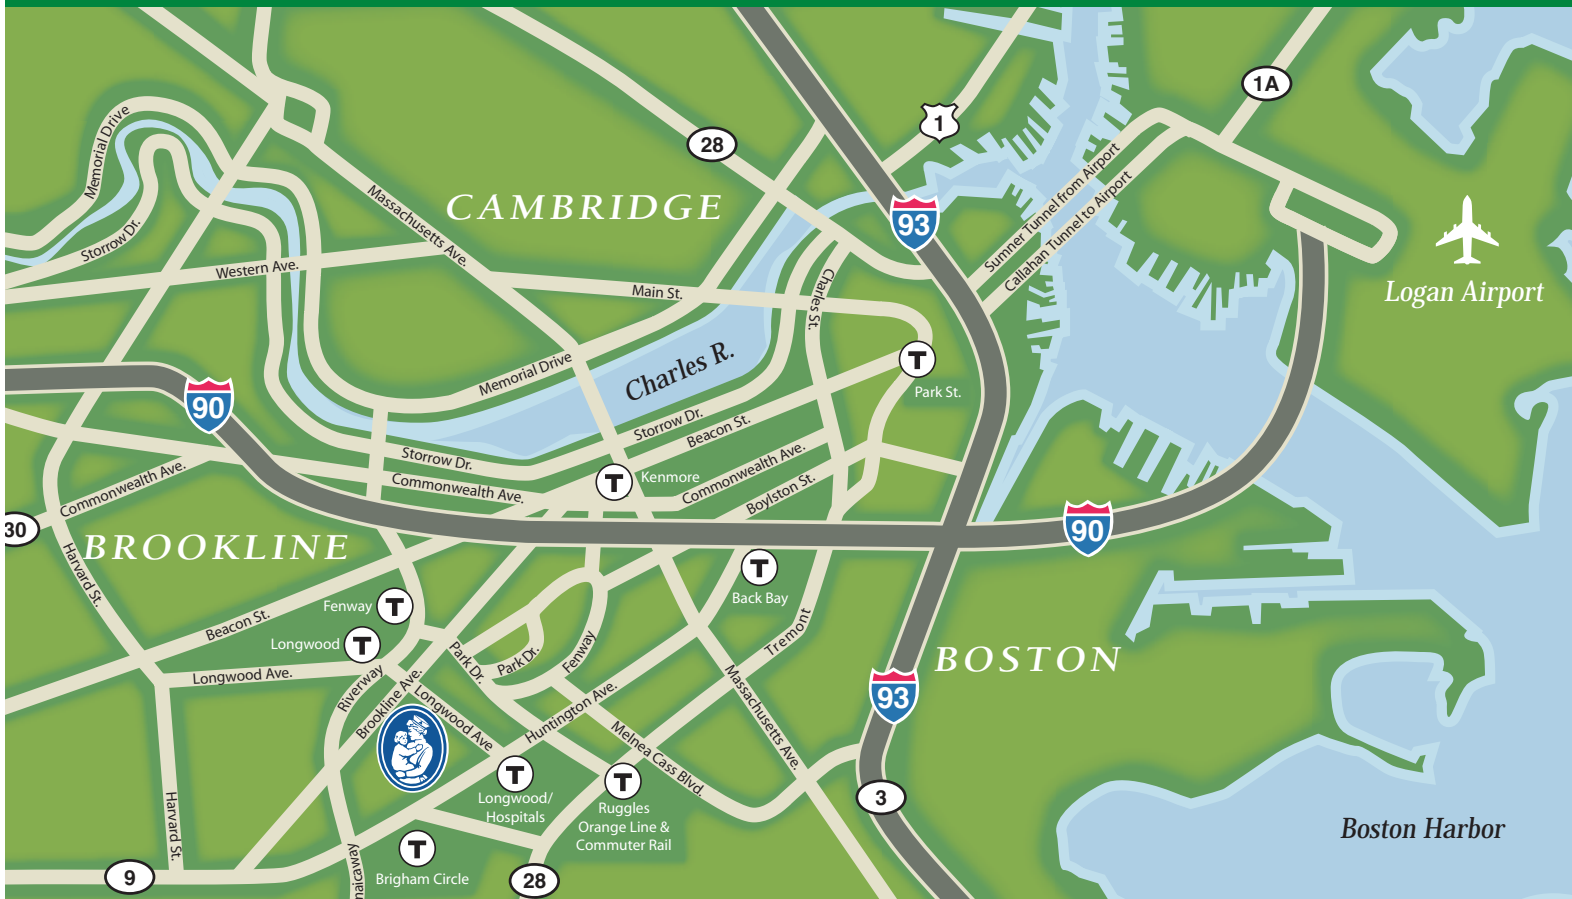 1A
1
28
Memorial Drive
CAMBRIDGE
Massachusetts Ave.
Sumner Tunnel from Airport
Callahan Tunnel to Airport
93
Storrow Dr.
Western Ave.
Main St.
Charles St.
Logan Airport
Charles R.
Memorial Drive
T
Park St.
90
Storrow Dr.
Beacon St.
Storrow Dr.
Commonwealth Ave.
Commonwealth Ave.
Commonwealth Ave.
Boylston St.
T
Kenmore
30
BROOKLINE
90
Harvard St.
T
Back Bay
Fenway
T
Longwood
T
Beacon St.
Tremont
BOSTON
Park Dr.
Park Dr.
Fenway
Longwood Ave.
Riverway
Brookline Ave.
Longwood Ave
Huntington Ave.
Massachusetts Ave.
93
Melnea Cass Blvd.
T
Longwood/
Hospitals
T
Ruggles
Orange Line &
Commuter Rail
3
Harvard St.
Boston Harbor
T
Brigham Circle
maicaway
9
28